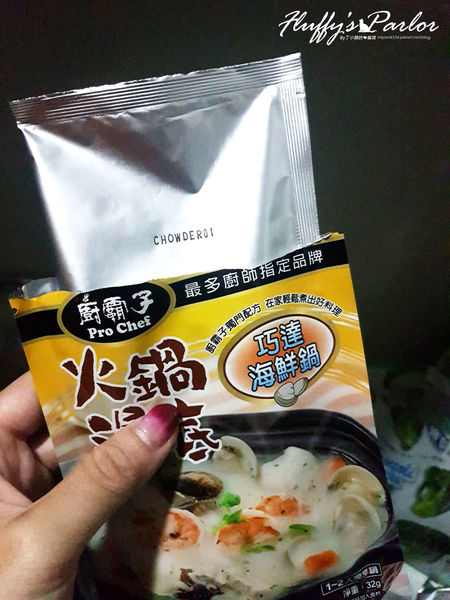 Fluffy's Parlor
CHOWDER01
廚霸子
Pro Chef
最多廚師指定品牌
廚霸子獨門配方 在家輕鬆煮出好料理
巧達
海鮮鍋
火鍋
湯底
淨重:32g